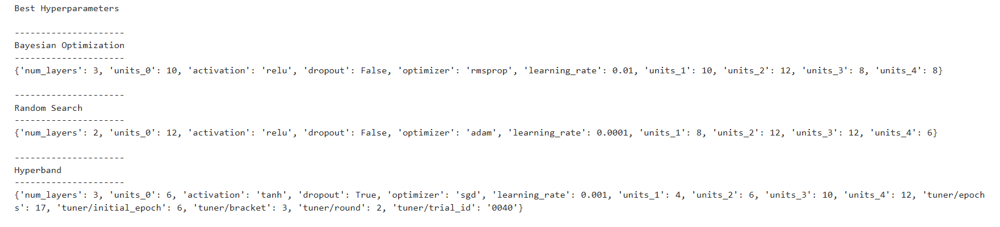 Best Hyperparameters
---------------------
Bayesian Optimization
---------------------
{'num_layers': 3, 'units_0': 10, 'activation': 'relu', 'dropout': False, 'optimizer': 'rmsprop', 'learning_rate': 0.01, 'units_1': 10, 'units_2': 12, 'units_3': 8, 'units_4': 8}
---------------------
Random Search
---------------------
{'num_layers': 2, 'units_0': 12, 'activation': 'relu', 'dropout': False, 'optimizer': 'adam', 'learning_rate': 0.0001, 'units_1': 8, 'units_2': 12, 'units_3': 12, 'units_4': 6}
---------------------
Hyperband
---------------------
{'num_layers': 3, 'units_0': 6, 'activation': 'tanh', 'dropout': True, 'optimizer': 'sgd', 'learning_rate': 0.001, 'units_1': 4, 'units_2': 6, 'units_3': 10, 'units_4': 12, 'tuner/epoch
s': 17, 'tuner/initial_epoch': 6, 'tuner/bracket': 3, 'tuner/round': 2, 'tuner/trial_id': '0040'}